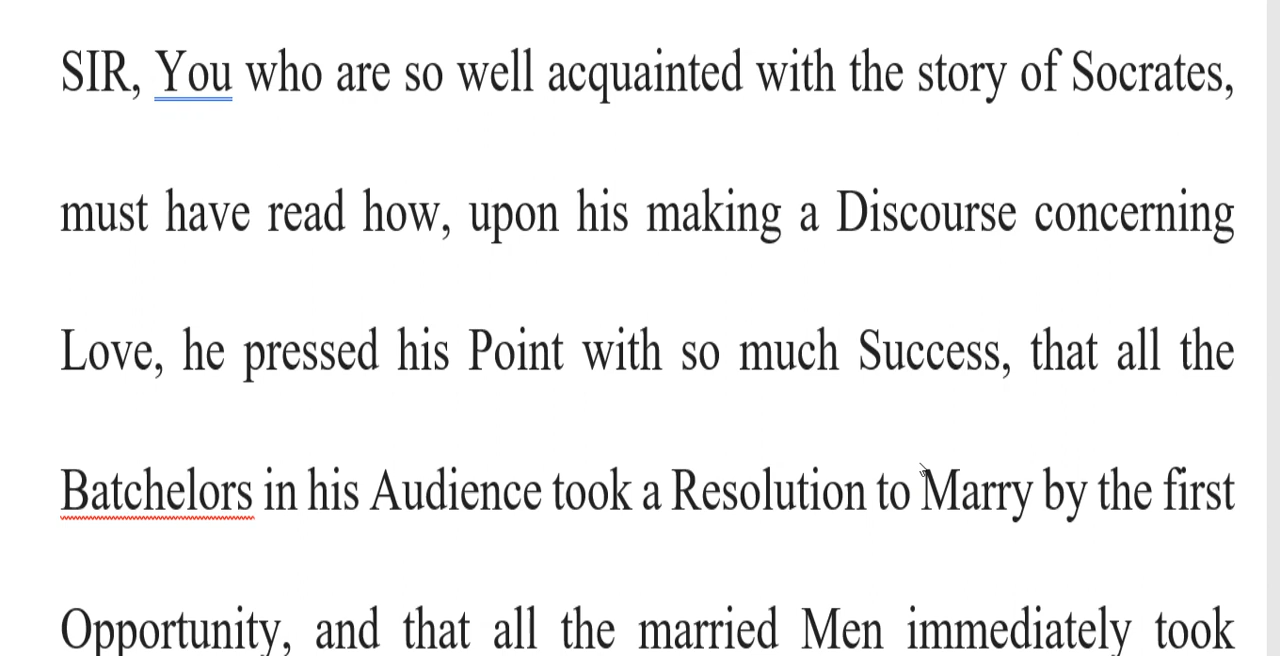 SIR, You who are so well acquainted with the story of Socrates,
must have read how, upon his making a Discourse concerning
Love, he pressed his Point with so much Success, that all the
Batchelors in his Audience took a Resolution to Marry by the first
Opportunity, and that all the married Men immediately took